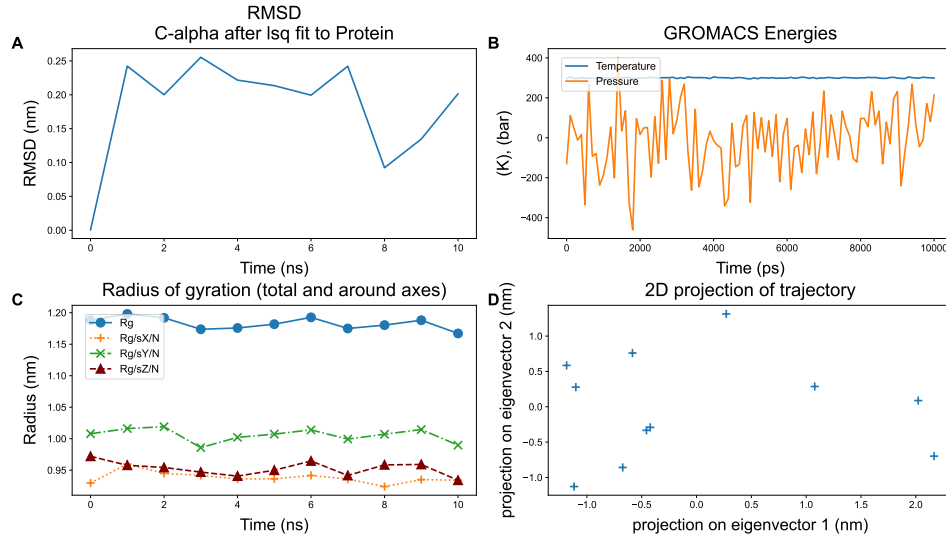 RMSD
C-alpha after lsq fit to Protein
A
RMSD (nm)
0.25
0.20
0.15
0.10
0.05
0.00
0
2
4
6
8
10
Time (ns)
GROMACS Energies
B
(K), (bar)
400
200
0
−200
−400
Temperature
Pressure
0
2000
4000
6000
8000
10000
Time (ps)
Radius of gyration (total and around axes)
C
Radius (nm)
1.20
1.15
1.10
1.05
1.00
0.95
Rg
Rg/sX/N
Rg/sY/N
Rg/sZ/N
0
2
4
6
8
10
Time (ns)
2D projection of trajectory
D
projection on eigenvector 2 (nm)
1.0
0.5
0.0
−0.5
−1.0
−1.0
−0.5
0.0
0.5
1.0
1.5
2.0
projection on eigenvector 1 (nm)